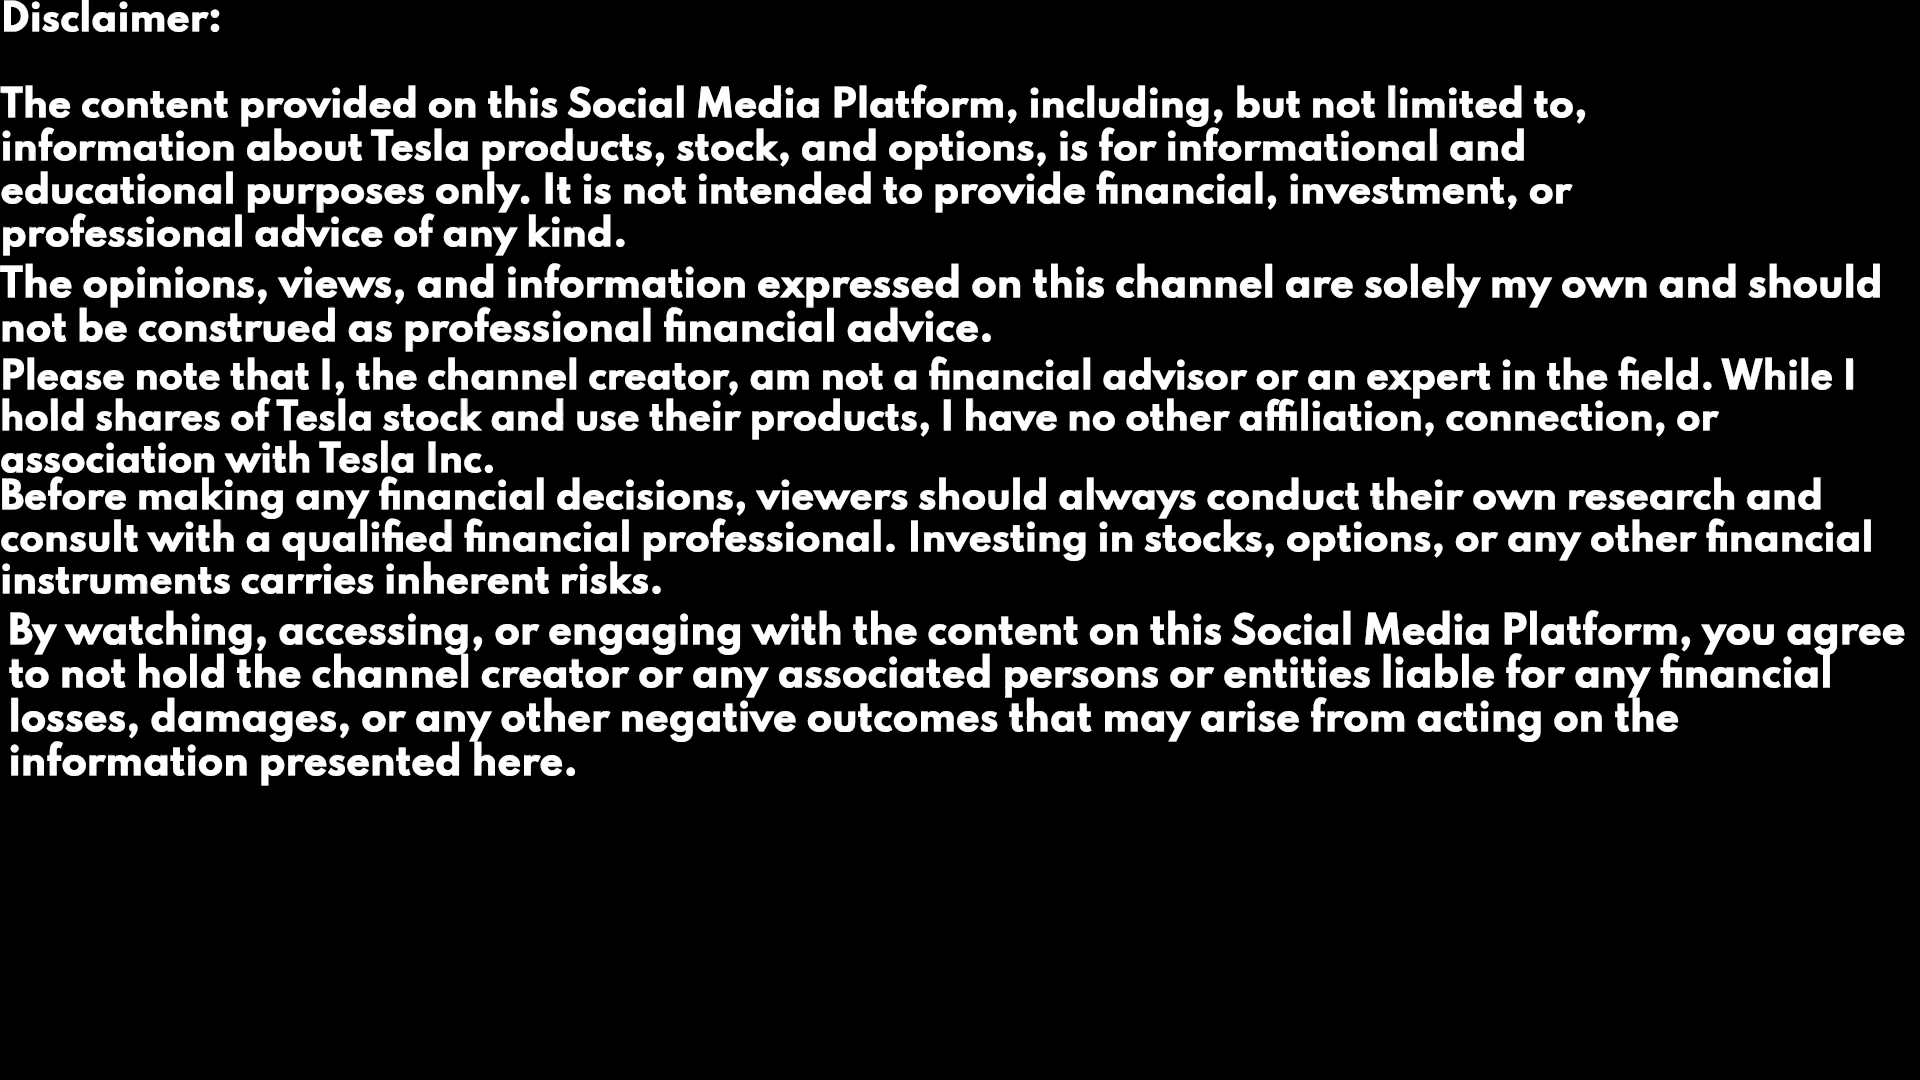 Disclaimer:
The content provided on this Social Media Platform, including, but not limited to,
information about Tesla products, stock, and options, is for informational and
educational purposes only. It is not intended to provide financial, investment, or
professional advice of any kind.
The opinions, views, and information expressed on this channel are solely my own and should
not be construed as professional financial advice.
Please note that I, the channel creator, am not a financial advisor or an expert in the field. While I
hold shares of Tesla stock and use their products, I have no other affiliation, connection, or
association with Tesla Inc.
Before making any financial decisions, viewers should always conduct their own research and
consult with a qualified financial professional. Investing in stocks, options, or any other financial
instruments carries inherent risks.
By watching, accessing, or engaging with the content on this Social Media Platform, you agree
to not hold the channel creator or any associated persons or entities liable for any financial
losses, damages, or any other negative outcomes that may arise from acting on the
information presented here.